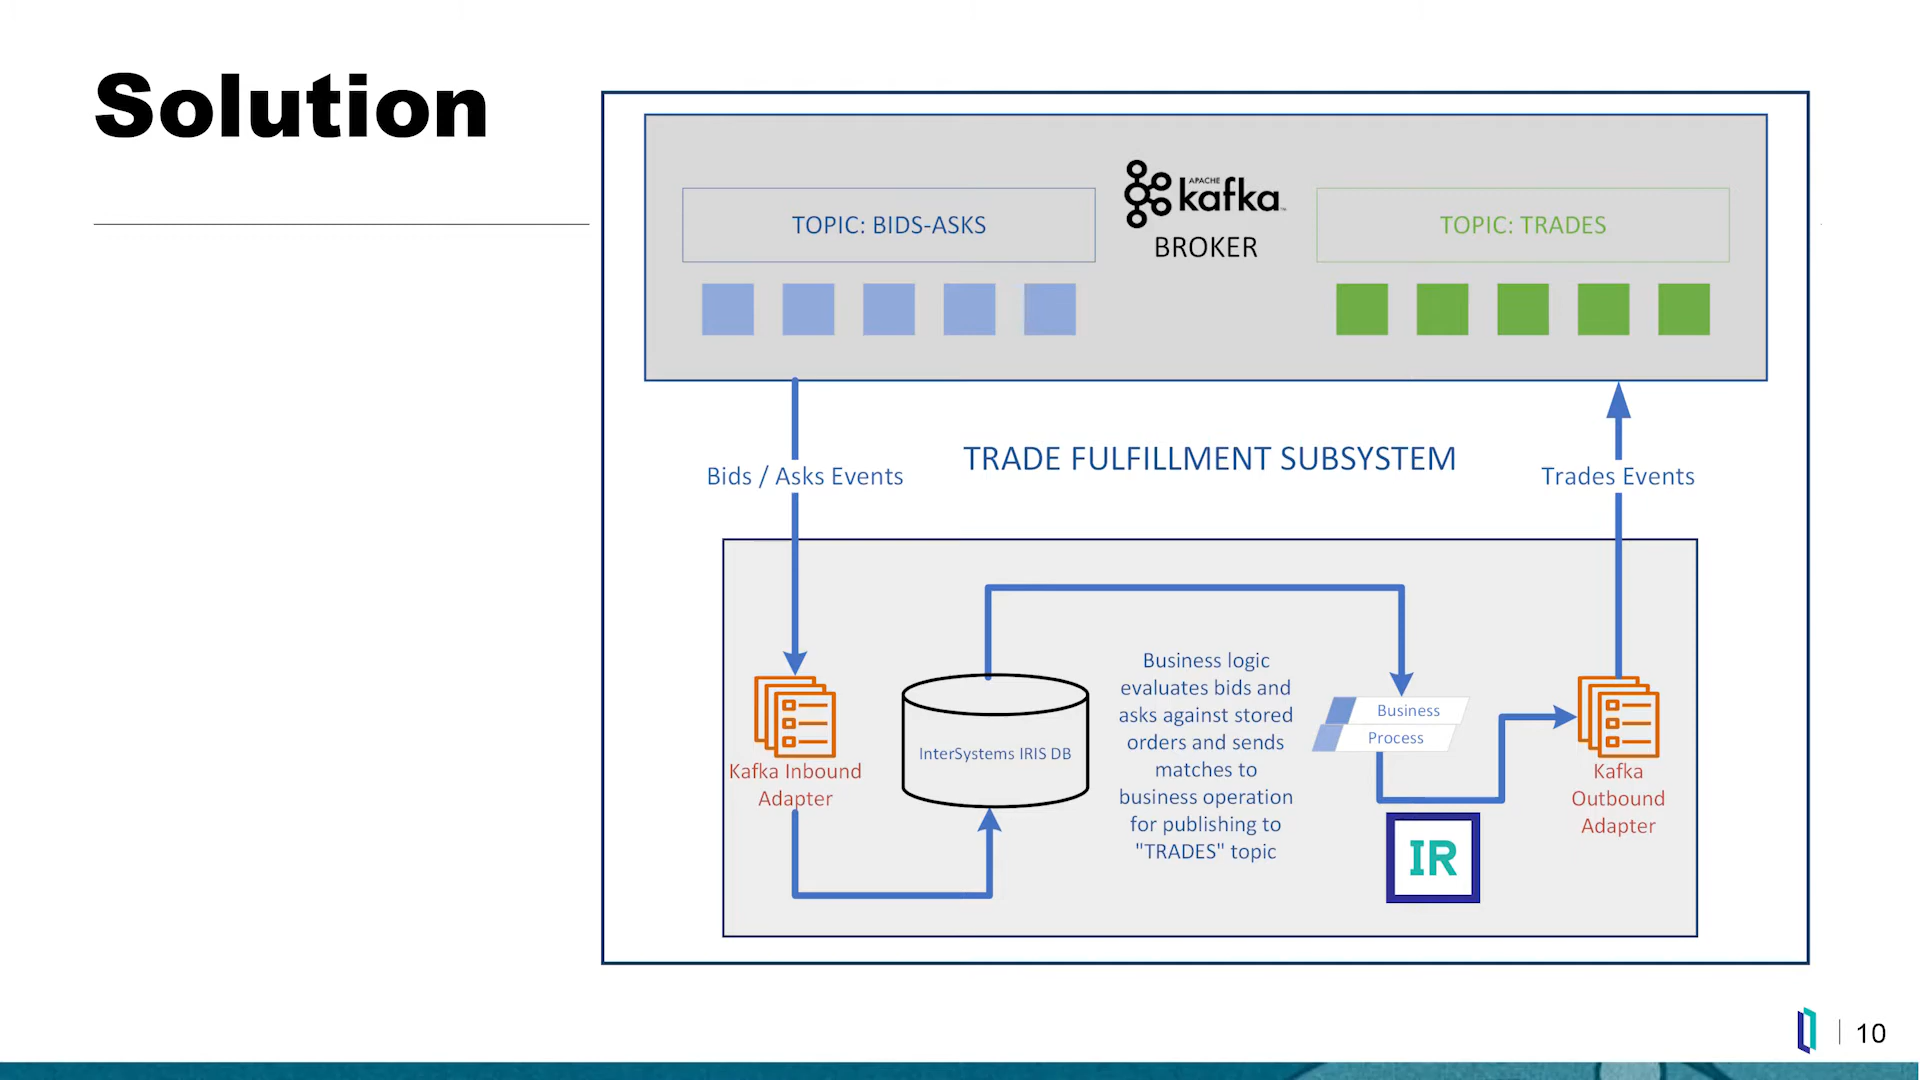 Solution
APACHE
kafka
BROKER
TOPIC: BIDS-ASKS
TOPIC: TRADES
TRADE FULFILLMENT SUBSYSTEM
Bids / Asks Events
Trades Events
Kafka Inbound
Adapter
InterSystems IRIS DB
Business logic
evaluates bids and
asks against stored
orders and sends
matches to
business operation
for publishing to
"TRADES" topic
Business
Process
IR
Kafka
Outbound
Adapter
10